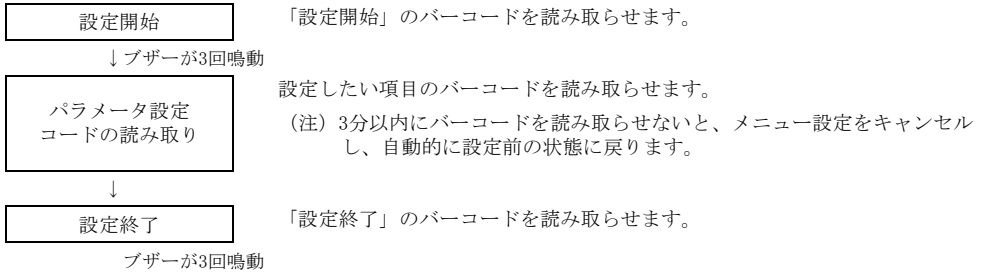 設定開始 「設定開始」のバーコードを読み取らせます。
↓ブザーが3回鳴動
設定したい項目のバーコードを読み取らせます。
パラメータ設定
コードの読み取り
（注）3分以内にバーコードを読み取らせないと、メニュー設定をキャンセル
し、自動的に設定前の状態に戻ります。
↓
設定終了 「設定終了」のバーコードを読み取らせます。
ブザーが3回鳴動